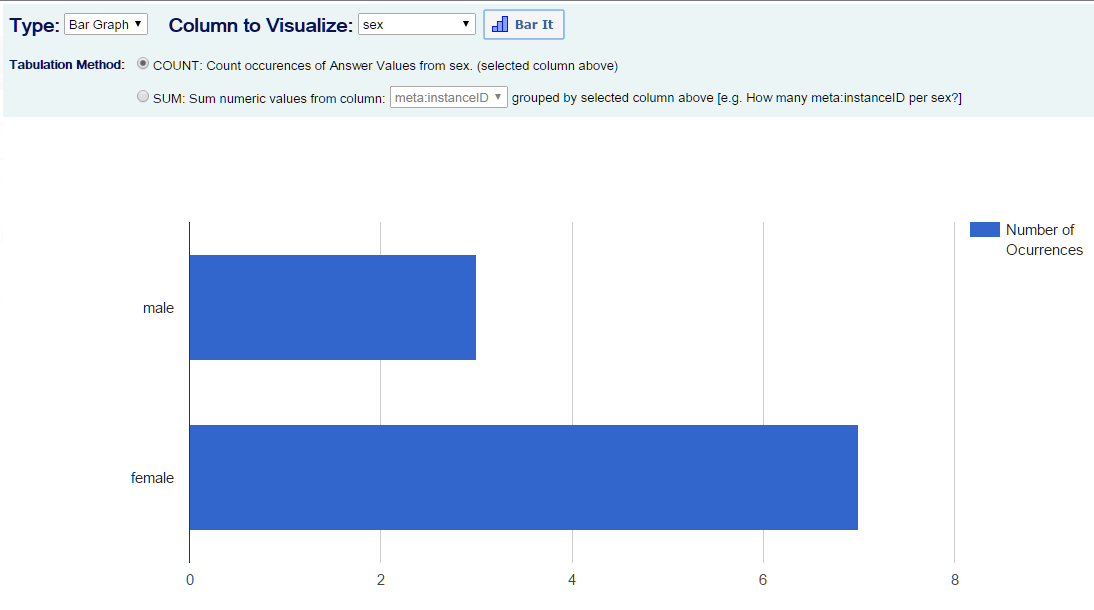 Type: Bar Graph Column to Visualize: sex Bar It
Tabulation Method: COUNT: Count occurences of Answer Values from sex. (selected column above)
SUM: Sum numeric values from column: meta:instanceID grouped by selected column above [e.g. How many meta:instanceID per sex?]
Number of
Ocurrences
male
female
0 2 4 6 8